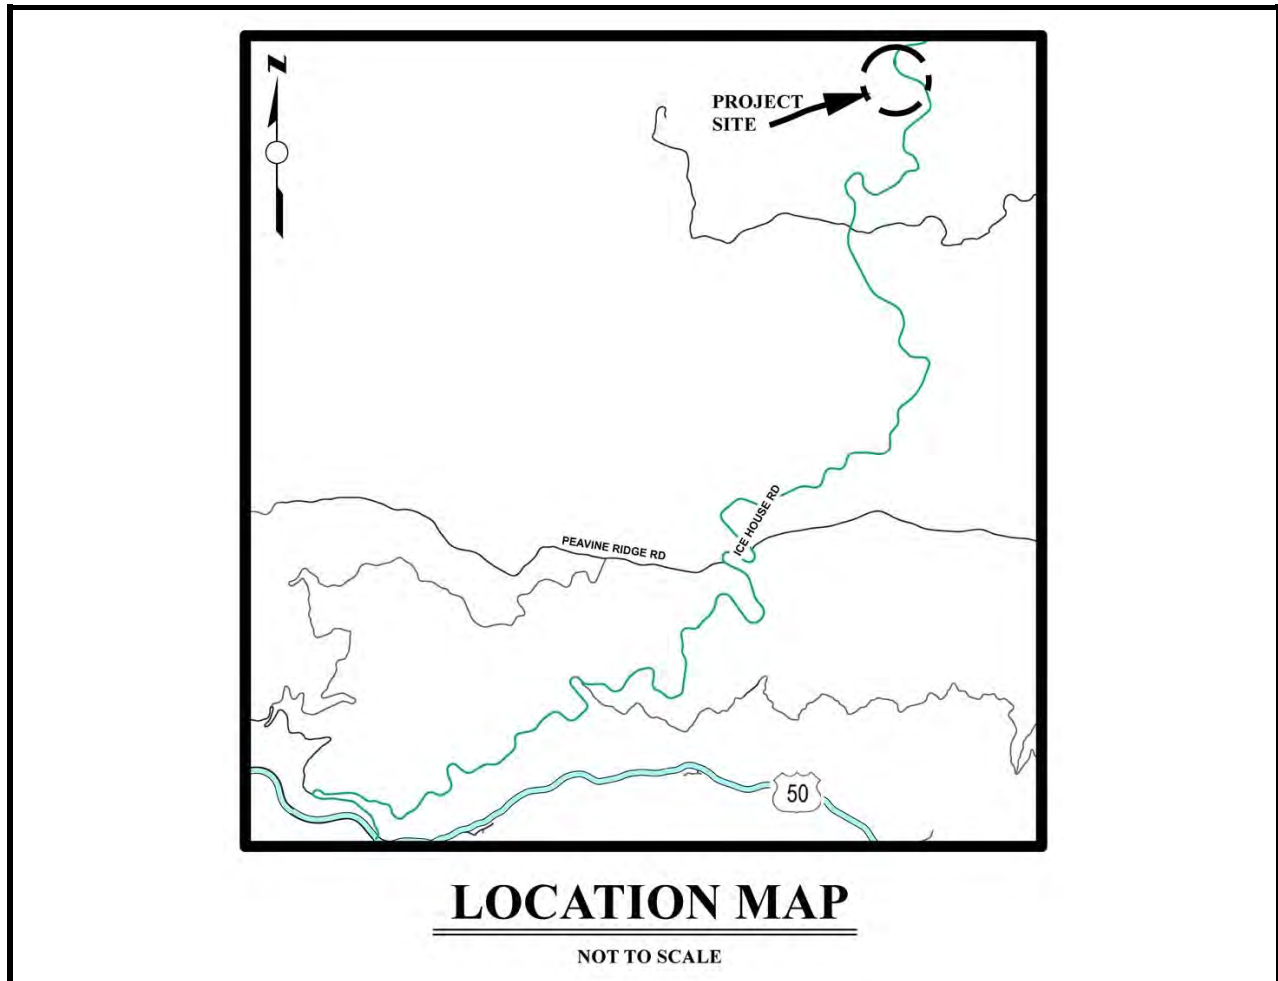 N
PROJECT
SITE
ICE HOUSE RD
PEAVINE RIDGE RD
50
LOCATION MAP
NOT TO SCALE